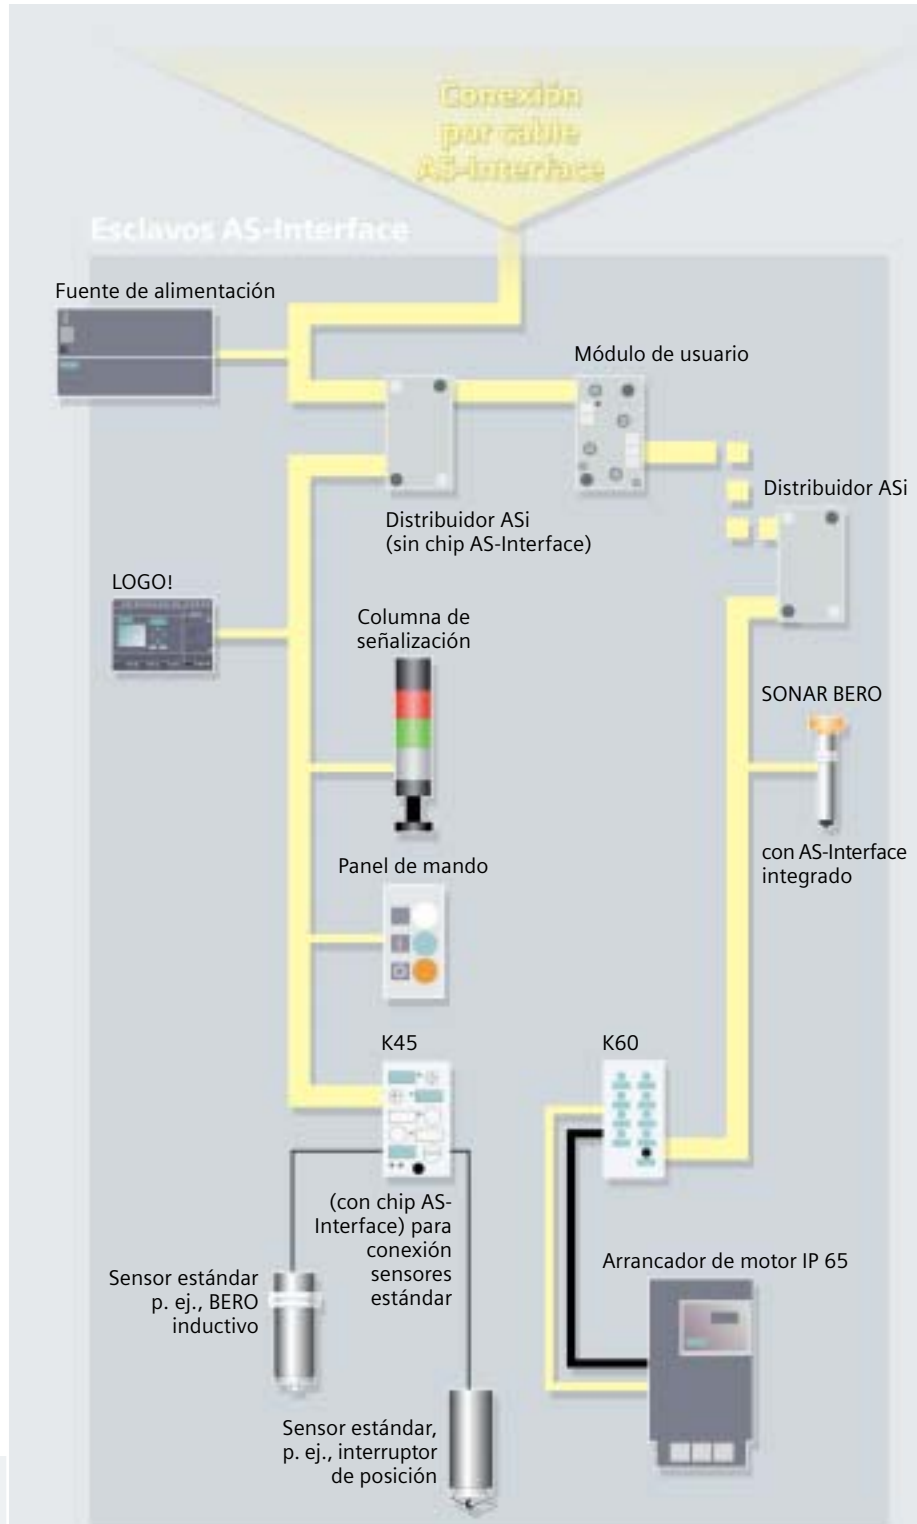 Conexión
por cable
AS-Interface
Esclavos AS-Interface
Fuente de alimentación
Módulo de usuario
Distribuidor ASi
Distribuidor ASi
(sin chip AS-Interface)
LOGO!
Columna de
señalización
SONAR BERO
con AS-Interface
integrado
Panel de mando
K45
K60
(con chip AS-
Interface) para
conexión
sensores
estándar
Arrancador de motor IP 65
Sensor estándar
p. ej., BERO
inductivo
Sensor estándar,
p. ej., interruptor
de posición